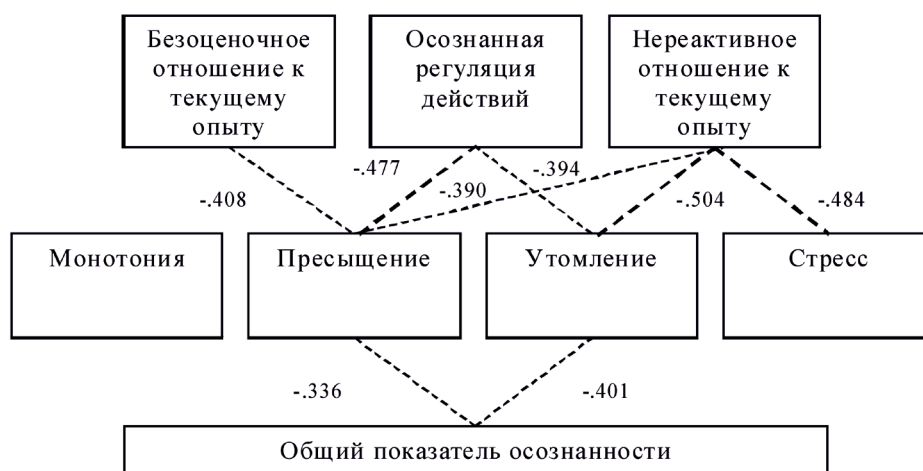 Безоценочное
отношение к
текущему
опыту
Осознанная
регуляция
действий
Нереактивное
отношение к
текущему
опыту
-.408
-.477
-.390
-.394
-.504
-.484
Монотония
Пресыщение
Утомление
Стресс
-.336
-.401
Общий показатель осознанности